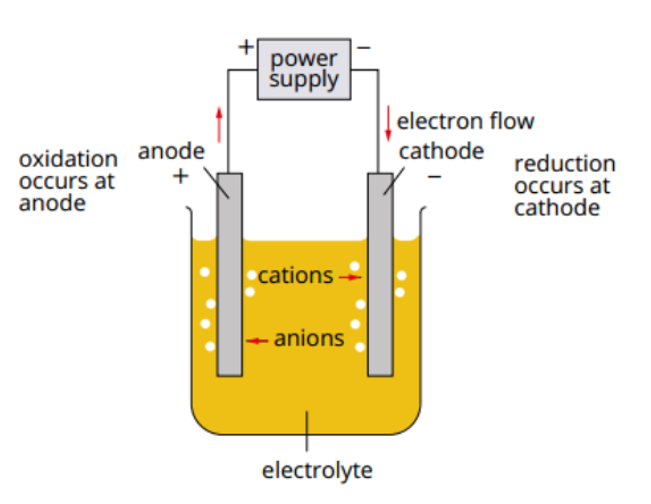 +
power
supply
−
electron flow
anode
cathode
oxidation
occurs at
anode
+
−
reduction
occurs at
cathode
cations
anions
electrolyte